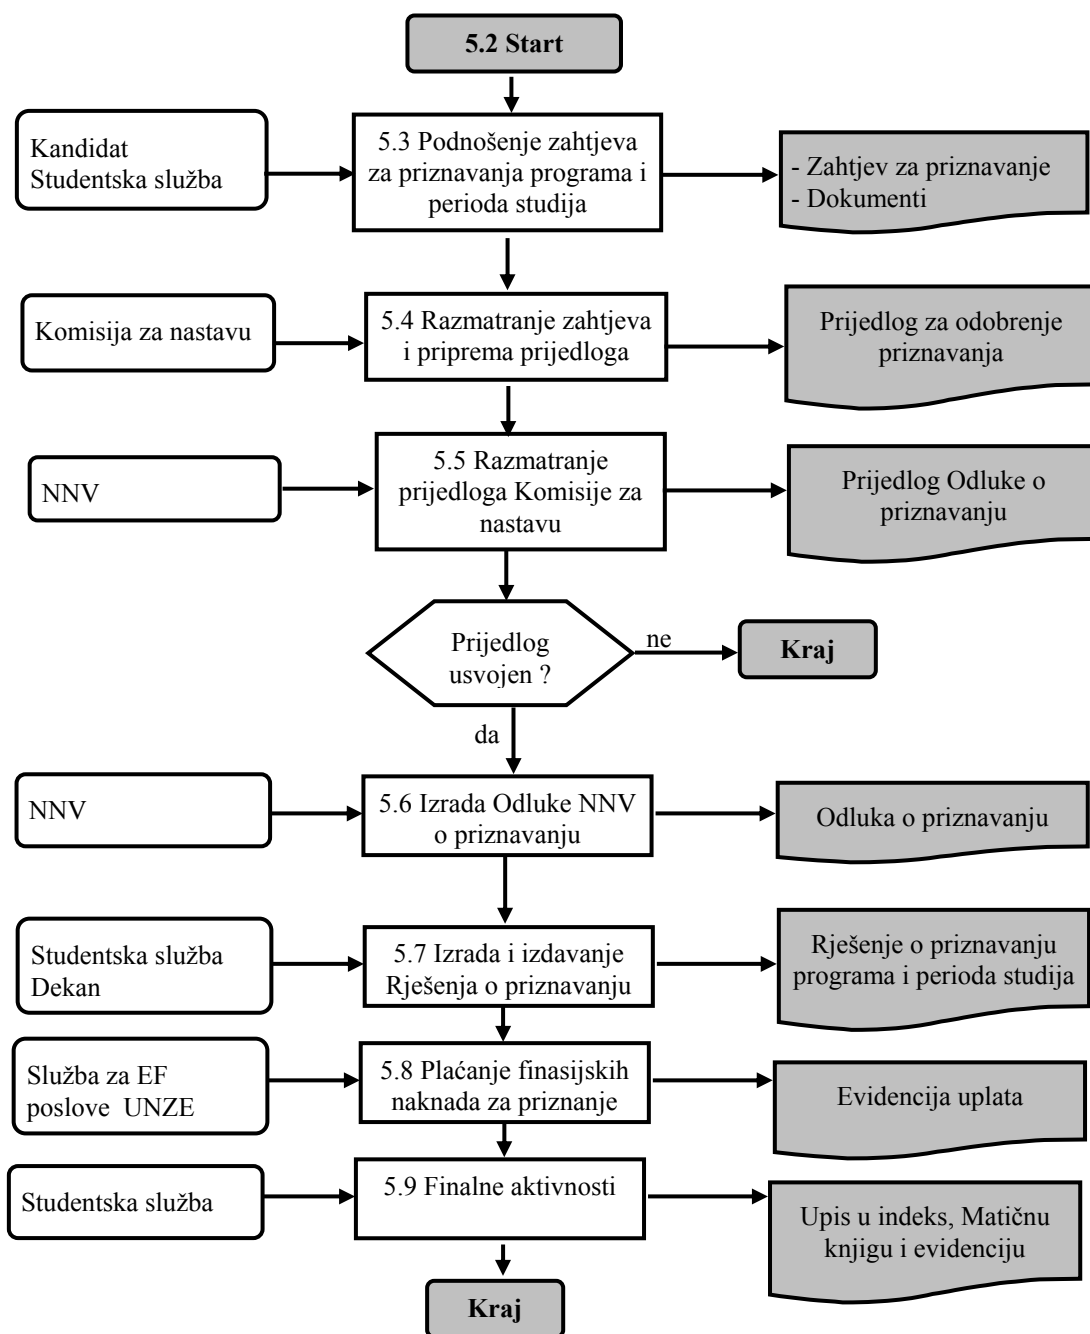 5.2 Start
Kandidat
Studentska služba
5.3 Podnošenje zahtjeva
za priznavanja programa i
perioda studija
- Zahtjev za priznavanje
- Dokumenti
Komisija za nastavu
5.4 Razmatranje zahtjeva
i priprema prijedloga
Prijedlog za odobrenje
priznavanja
NNV
5.5 Razmatranje
prijedloga Komisije za
nastavu
Prijedlog Odluke o
priznavanju
Prijedlog
usvojen ?
ne
Kraj
da
NNV
5.6 Izrada Odluke NNV
o priznavanju
Odluka o priznavanju
Studentska služba
Dekan
5.7 Izrada i izdavanje
Rješenja o priznavanju
Rješenje o priznavanju
programa i perioda studija
Služba za EF
poslove  UNZE
5.8 Plaćanje finasijskih
naknada za priznanje
Evidencija uplata
Studentska služba
5.9 Finalne aktivnosti
Upis u indeks, Matičnu
knjigu i evidenciju
Kraj